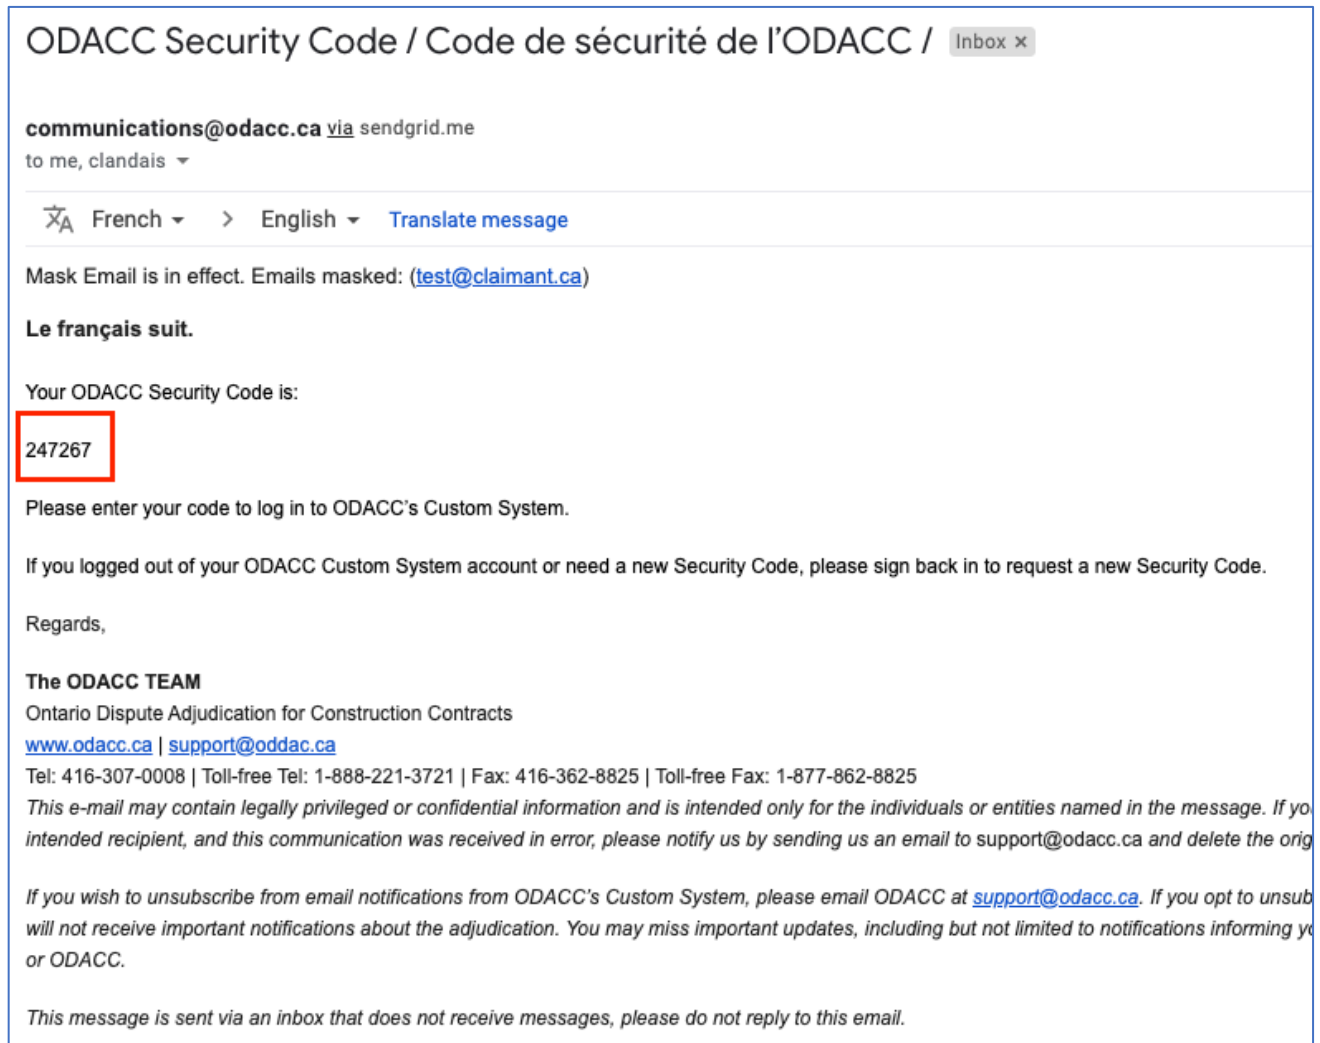 ODACC Security Code / Code de sécurité de l'ODACC / Inbox ×
communications@odacc.ca via sendgrid.me
to me, clandais
French > English Translate message
Mask Email is in effect. Emails masked: (test@claimant.ca)
Le français suit.
Your ODACC Security Code is:
247267
Please enter your code to log in to ODACC's Custom System.
If you logged out of your ODACC Custom System account or need a new Security Code, please sign back in to request a new Security Code.
Regards,
The ODACC TEAM
Ontario Dispute Adjudication for Construction Contracts
www.odacc.ca | support@oddac.ca
Tel: 416-307-0008 | Toll-free Tel: 1-888-221-3721 | Fax: 416-362-8825 | Toll-free Fax: 1-877-862-8825
This e-mail may contain legally privileged or confidential information and is intended only for the individuals or entities named in the message. If
intended recipient, and this communication was received in error, please notify us by sending us an email to support@odacc.ca and delete the
If you wish to unsubscribe from email notifications from ODACC's Custom System, please email ODACC at support@odacc.ca. If you opt to
will not receive important notifications about the adjudication. You may miss important updates, including but not limited to notifications informing
or ODACC.
This message is sent via an inbox that does not receive messages, please do not reply to this email.